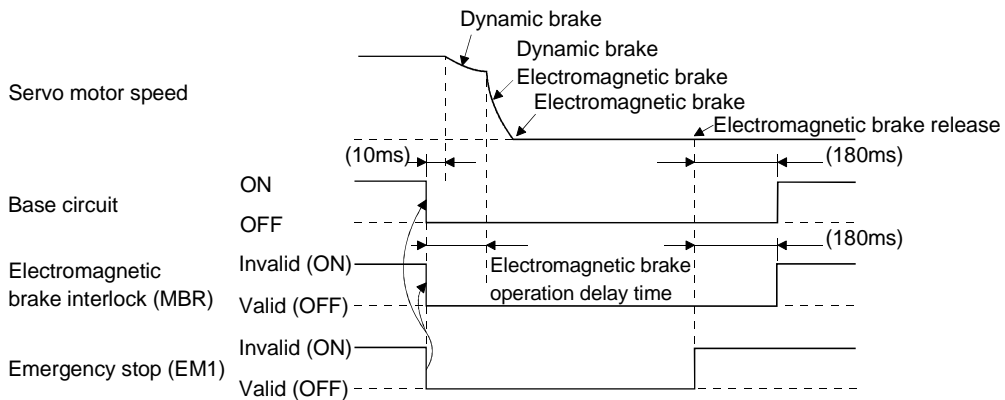 Dynamic brake
Dynamic brake
Electromagnetic brake
Servo motor speed
Electromagnetic brake
Electromagnetic brake release
(10ms)
(180ms)
ON
Base circuit
OFF
(180ms)
Electromagnetic
brake interlock (MBR)
Invalid (ON)
Electromagnetic brake
operation delay time
Valid (OFF)
Invalid (ON)
Emergency stop (EM1)
Valid (OFF)